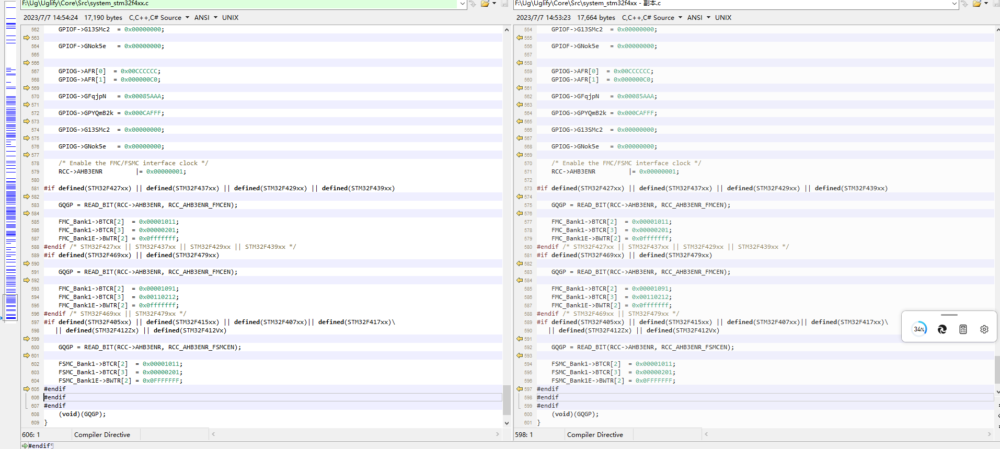 F:\Ug\Uglify\Core\Src\system_stm32f4xx.c
2023/7/7 14:54:24 17,190 bytes C,C++,C# Source ANSI UNIX
562 GPIOF->G13SMc2 = 0x00000000;
563
564 GPIOF->GNok5e = 0x00000000;
565
566
567 GPIOG->AFR[0] = 0x00CCCCCC;
568 GPIOG->AFR[1] = 0x000000C0;
569
570 GPIOG->GFqjpN = 0x00085AAA;
571
572 GPIOG->GPYQmB2k = 0x000CAFFF;
573
574 GPIOG->G13SMc2 = 0x00000000;
575
576 GPIOG->GNok5e = 0x00000000;
577
578 /* Enable the FMC/FSMC interface clock */
579 RCC->AHB3ENR |= 0x00000001;
580
581 #if defined(STM32F427xx) || defined(STM32F437xx) || defined(STM32F429xx) || defined(STM32F439xx)
582
583 GQGP = READ_BIT(RCC->AHB3ENR, RCC_AHB3ENR_FMCEN);
584
585 FMC_Bank1->BTCR[2] = 0x00001011;
586 FMC_Bank1->BTCR[3] = 0x00000201;
587 FMC_Bank1E->BWTR[2] = 0x0fffffff;
588 #endif /* STM32F427xx || STM32F437xx || STM32F429xx || STM32F439xx */
589 #if defined(STM32F469xx) || defined(STM32F479xx)
590
591 GQGP = READ_BIT(RCC->AHB3ENR, RCC_AHB3ENR_FMCEN);
592
593 FMC_Bank1->BTCR[2] = 0x00001091;
594 FMC_Bank1->BTCR[3] = 0x00110212;
595 FMC_Bank1E->BWTR[2] = 0x0fffffff;
596 #endif /* STM32F469xx || STM32F479xx */
597 #if defined(STM32F405xx) || defined(STM32F415xx) || defined(STM32F407xx)|| defined(STM32F417xx)\
598 || defined(STM32F412Zx) || defined(STM32F412Vx)
599
600 GQGP = READ_BIT(RCC->AHB3ENR, RCC_AHB3ENR_FSMCEN);
601
602 FSMC_Bank1->BTCR[2] = 0x00001011;
603 FSMC_Bank1->BTCR[3] = 0x00000201;
604 FSMC_Bank1E->BWTR[2] = 0x0FFFFFFF;
605 #endif
606 #endif
607 #endif
608 (void)(GQGP);
609 }
606: 1 Compiler Directive
#endif¶
F:\Ug\Uglify\Core\Src\system_stm32f4xx - 副本.c
2023/7/7 14:53:23 17,664 bytes C,C++,C# Source ANSI UNIX
554 GPIOF->G13SMc2 = 0x00000000;
555
556 GPIOF->GNok5e = 0x00000000;
557
558
559 GPIOG->AFR[0] = 0x00CCCCCC;
560 GPIOG->AFR[1] = 0x000000C0;
561
562 GPIOG->GFqjpN = 0x00085AAA;
563
564 GPIOG->GPYQmB2k = 0x000CAFFF;
565
566 GPIOG->G13SMc2 = 0x00000000;
567
568 GPIOG->GNok5e = 0x00000000;
569
570 /* Enable the FMC/FSMC interface clock */
571 RCC->AHB3ENR |= 0x00000001;
572
573 #if defined(STM32F427xx) || defined(STM32F437xx) || defined(STM32F429xx) || defined(STM32F439xx)
574
575 GQGP = READ_BIT(RCC->AHB3ENR, RCC_AHB3ENR_FMCEN);
576
577 FMC_Bank1->BTCR[2] = 0x00001011;
578 FMC_Bank1->BTCR[3] = 0x00000201;
579 FMC_Bank1E->BWTR[2] = 0x0fffffff;
580 #endif /* STM32F427xx || STM32F437xx || STM32F429xx || STM32F439xx */
581 #if defined(STM32F469xx) || defined(STM32F479xx)
582
583 GQGP = READ_BIT(RCC->AHB3ENR, RCC_AHB3ENR_FMCEN);
584
585 FMC_Bank1->BTCR[2] = 0x00001091;
586 FMC_Bank1->BTCR[3] = 0x00110212;
587 FMC_Bank1E->BWTR[2] = 0x0fffffff;
588 #endif /* STM32F469xx || STM32F479xx */
589 #if defined(STM32F405xx) || defined(STM32F415xx) || defined(STM32F407xx)|| defined(STM32F417xx)\
590 || defined(STM32F412Zx) || defined(STM32F412Vx)
591
592 GQGP = READ_BIT(RCC->AHB3ENR, RCC_AHB3ENR_FSMCEN);
593
594 FSMC_Bank1->BTCR[2] = 0x00001011;
595 FSMC_Bank1->BTCR[3] = 0x00000201;
596 FSMC_Bank1E->BWTR[2] = 0x0FFFFFFF;
597 #endif
598 #endif
599 #endif
600 (void)(GQGP);
601 }
598: 1 Compiler Directive
34%